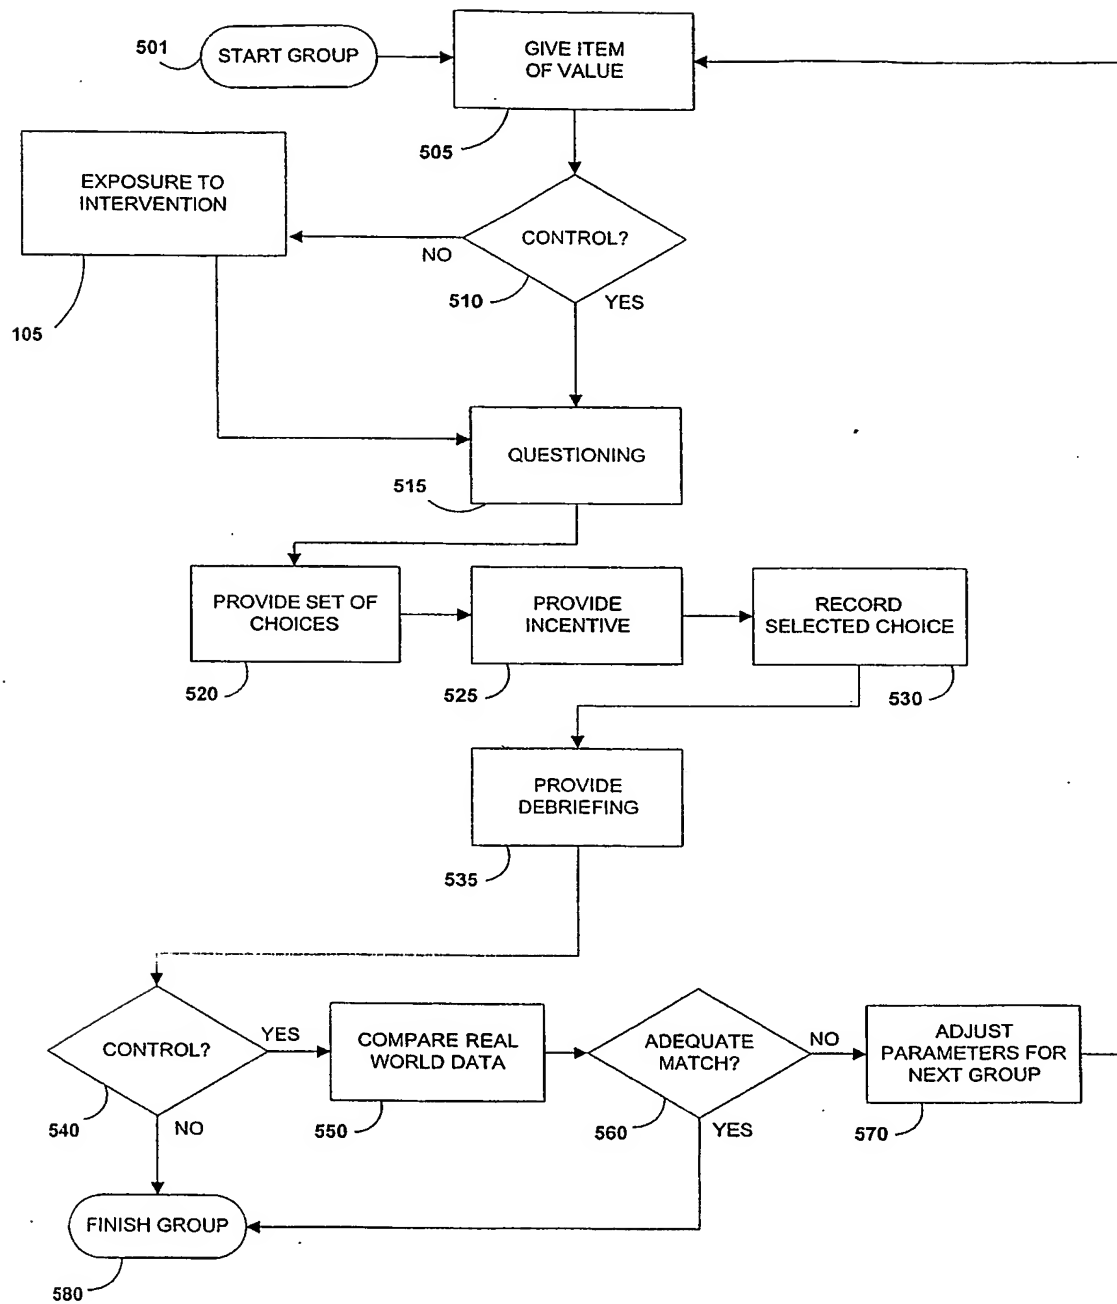 501
START GROUP
GIVE ITEM
OF VALUE
505
EXPOSURE TO
INTERVENTION
105
CONTROL?
NO
510
YES
QUESTIONING
515
PROVIDE SET OF
CHOICES
520
PROVIDE
INCENTIVE
525
RECORD
SELECTED CHOICE
530
PROVIDE
DEBRIEFING
535
CONTROL?
YES
540
NO
COMPARE REAL
WORLD DATA
550
ADEQUATE
MATCH?
NO
560
YES
ADJUST
PARAMETERS FOR
NEXT GROUP
570
FINISH GROUP
580